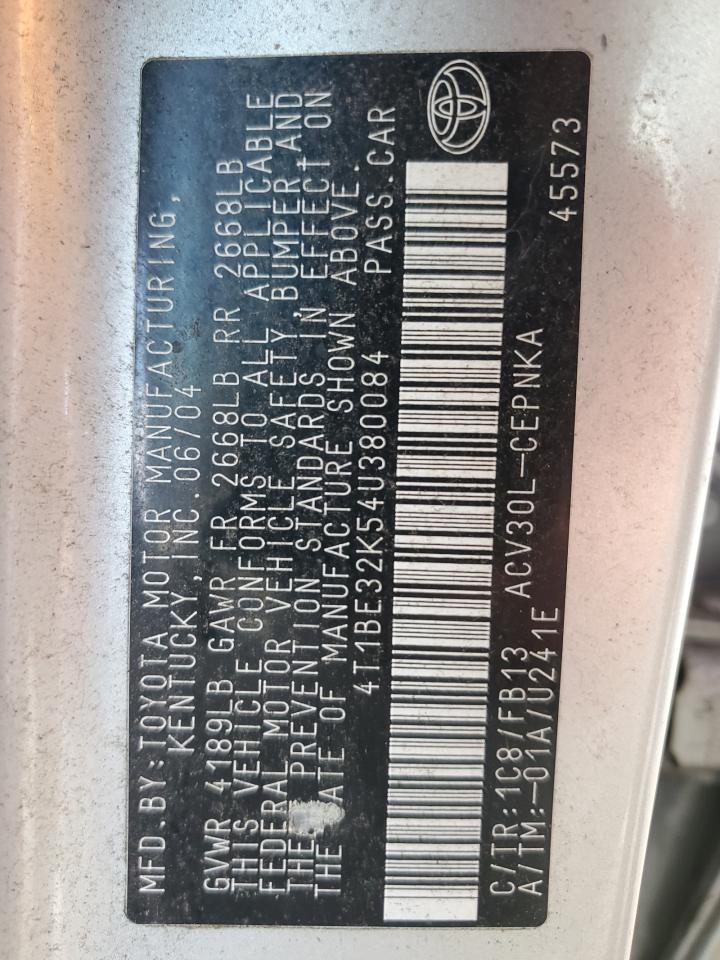 MFD.BY:TOYOTA MOTOR MANUFACTURING,
KENTUCKY,INC.06/04
GVWR 4189LB GAWR FR 2668LB RR 2668LB
THIS VEHICLE CONFORMS TO ALL APPLICABLE
FEDERAL MOTOR VEHICLE SAFETY,BUMPER,AND
THE PREVENTION STANDARDS IN EFFECT ON
THE ATE OF MANUFACTURE SHOWN ABOVE.
4T1BE32K54U380084 PASS.CAR
C/TR:1C8/FB13 ACV30L-CEPNKA
A/TM:-01A/U241E 45573